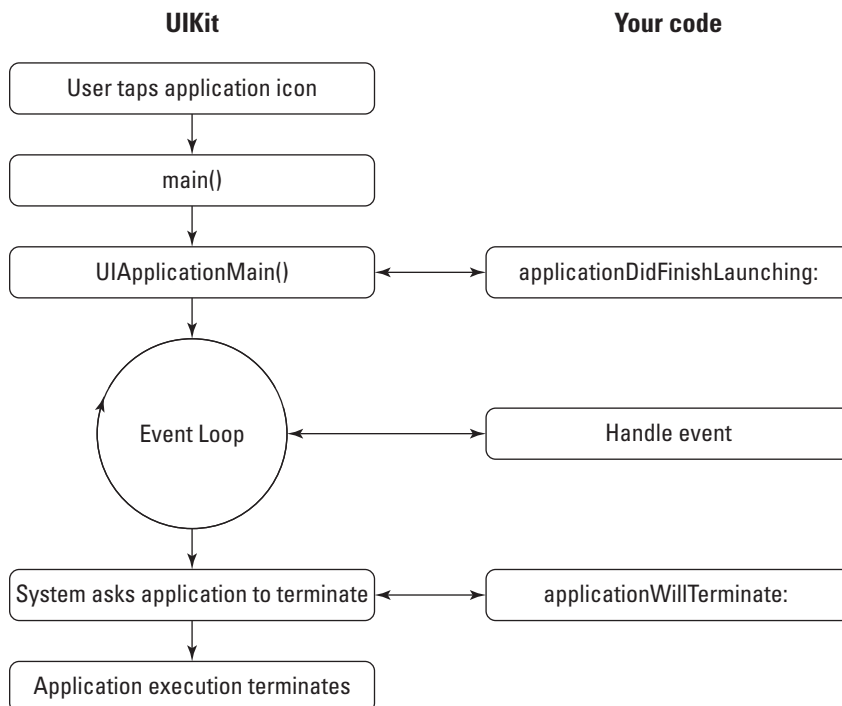 UIKit
Your code
User taps application icon
main()
UIApplicationMain()
applicationDidFinishLaunching:
Event Loop
Handle event
System asks application to terminate
applicationWillTerminate:
Application execution terminates